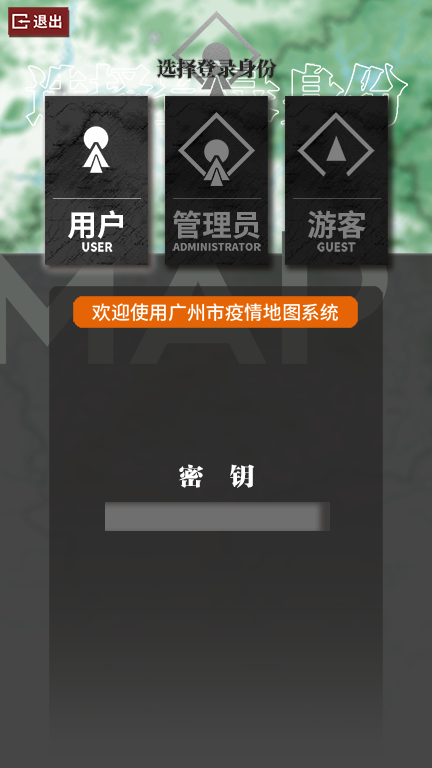 退出
选择登录身份
用户
USER
管理员
ADMINISTRATOR
游客
GUEST
MAP
欢迎使用广州市疫情地图系统
密 钥